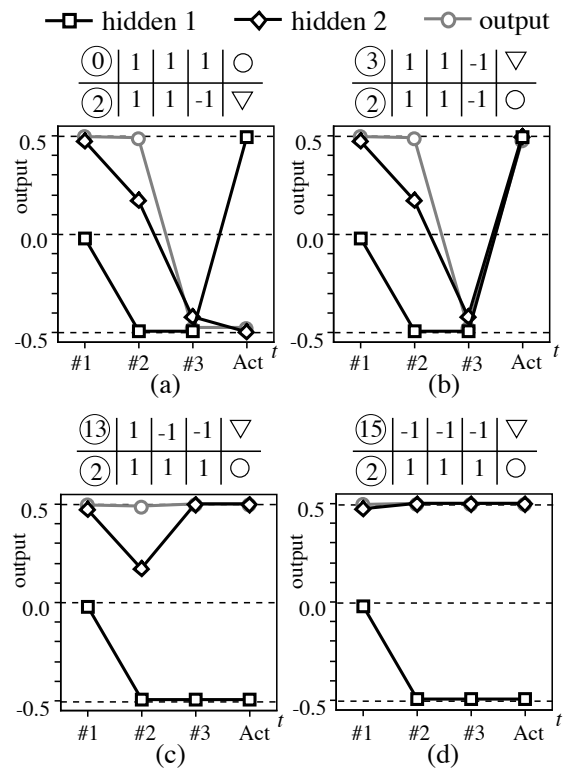 hidden 1 hidden 2 output
0 1 1 1 ○
2 1 1 -1 ▽
3 1 1 -1 ▽
2 1 1 -1 ○
output
0.5
0.0
-0.5
#1 #2 #3 Act t
(a)
output
0.5
0.0
-0.5
#1 #2 #3 Act t
(b)
13 1 -1 -1 ▽
2 1 1 1 ○
15 -1 -1 -1 ▽
2 1 1 1 ○
output
0.5
0.0
-0.5
#1 #2 #3 Act t
(c)
output
0.5
0.0
-0.5
#1 #2 #3 Act t
(d)